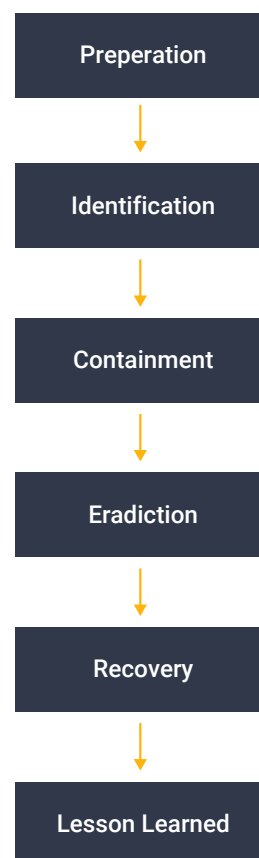 Preperation
Identification
Containment
Eradiction
Recovery
Lesson Learned